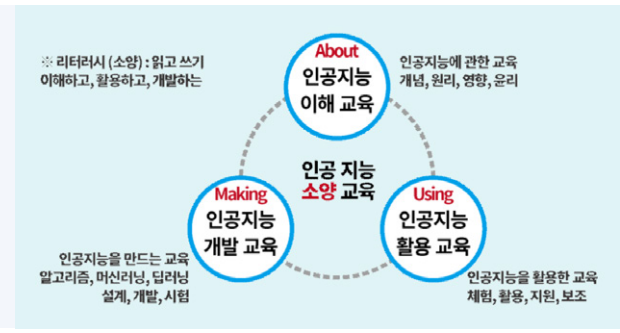 ※ 리터러시 (소양) : 읽고 쓰기
이해하고, 활용하고, 개발하는
About
인공지능
이해 교육
인공지능에 관한 교육
개념, 원리, 영향, 윤리
인공 지능
소양 교육
Making
인공지능
개발 교육
Using
인공지능
활용 교육
인공지능을 만드는 교육
알고리즘, 머신러닝, 딥러닝
설계, 개발, 시험
인공지능을 활용한 교육
체험, 활용, 지원, 보조